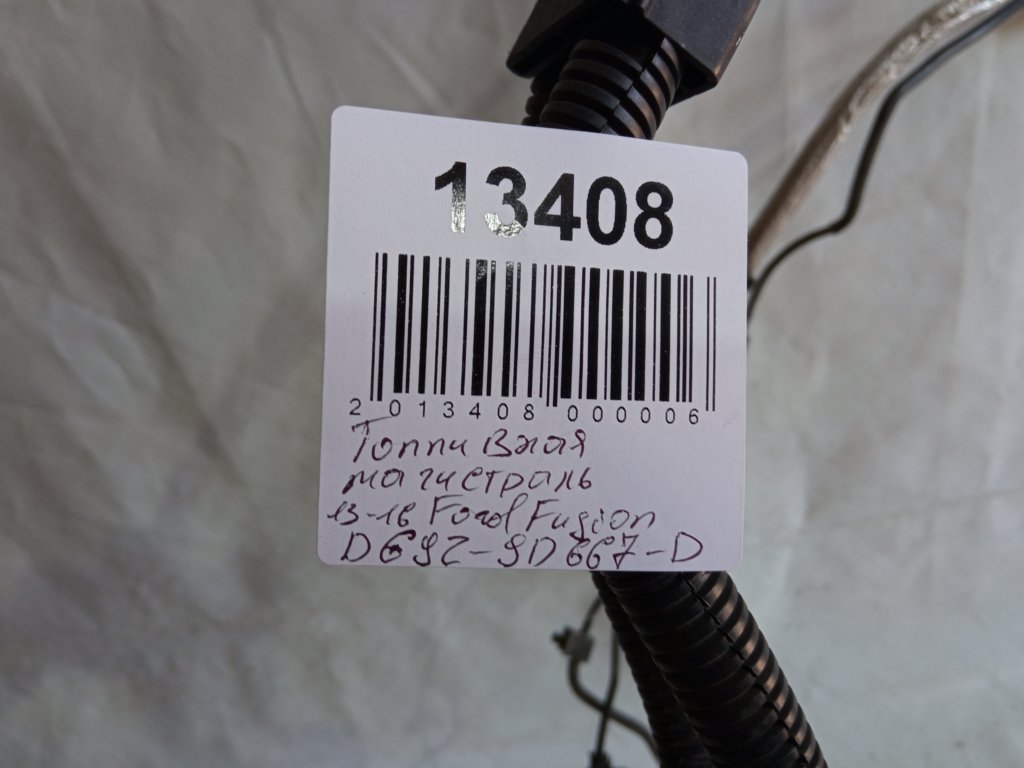 13408
2 013408 000006
Топливная
магистраль
13-16 Ford Fusion
DG9Z-9D667-D